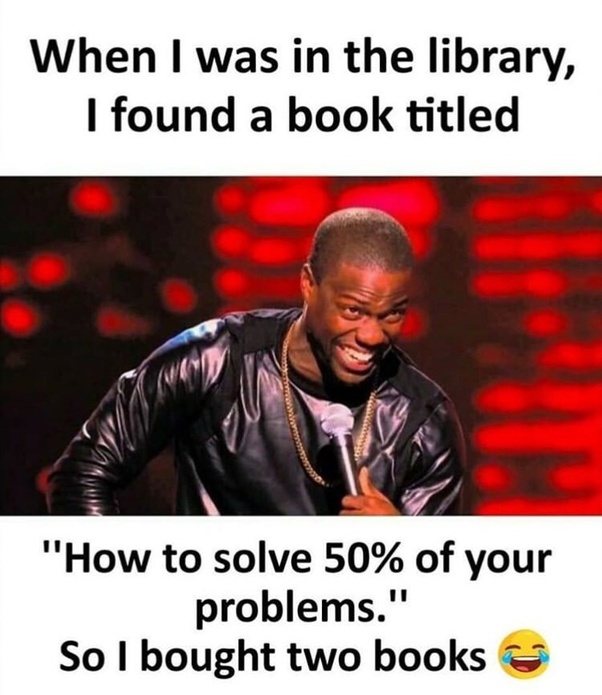 When I was in the library,
I found a book titled
"How to solve 50% of your
problems."
So I bought two books 😂